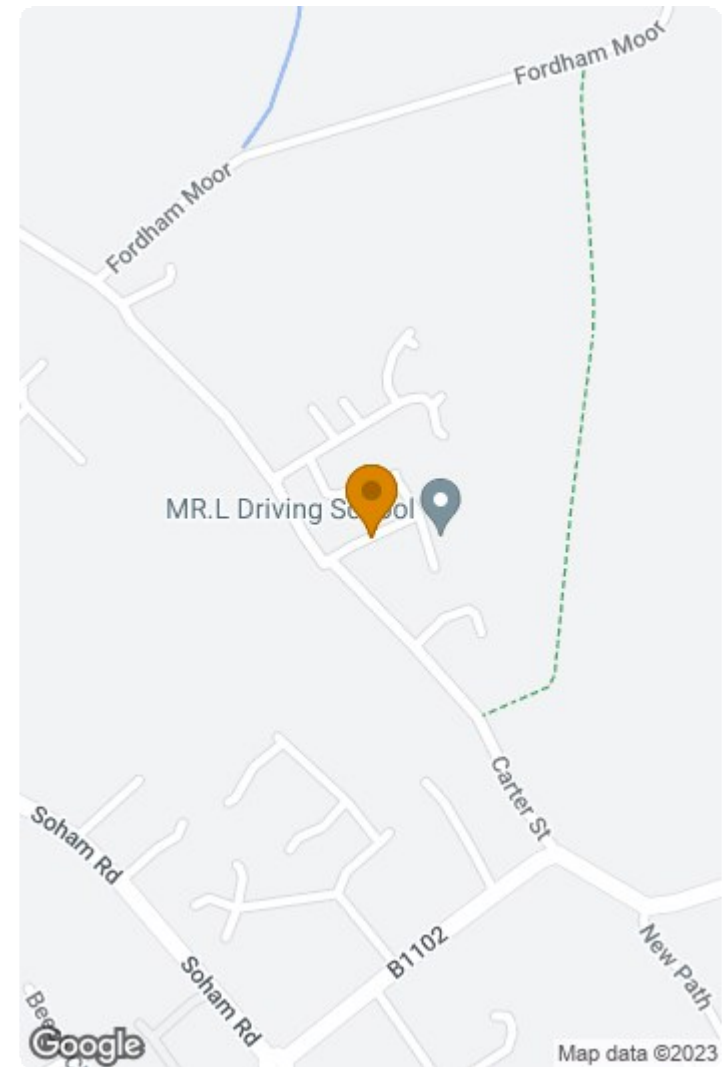 Fordham Moor
Fordham Moor
MR.L Driving School
Carter St
Soham Rd
B1102
Soham Rd
New Path
Google
Map data ©2023